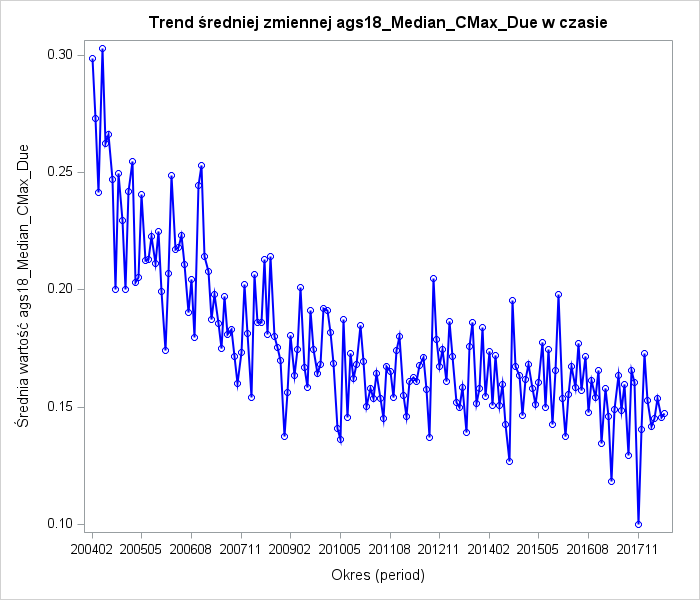 Trend średniej zmiennej ags18_Median_CMax_Due w czasie
Średnia wartość ags18_Median_CMax_Due
0.30
0.25
0.20
0.15
0.10
200402 200505 200608 200711 200902 201005 201108 201211 201402 201505 201608 201711
Okres (period)